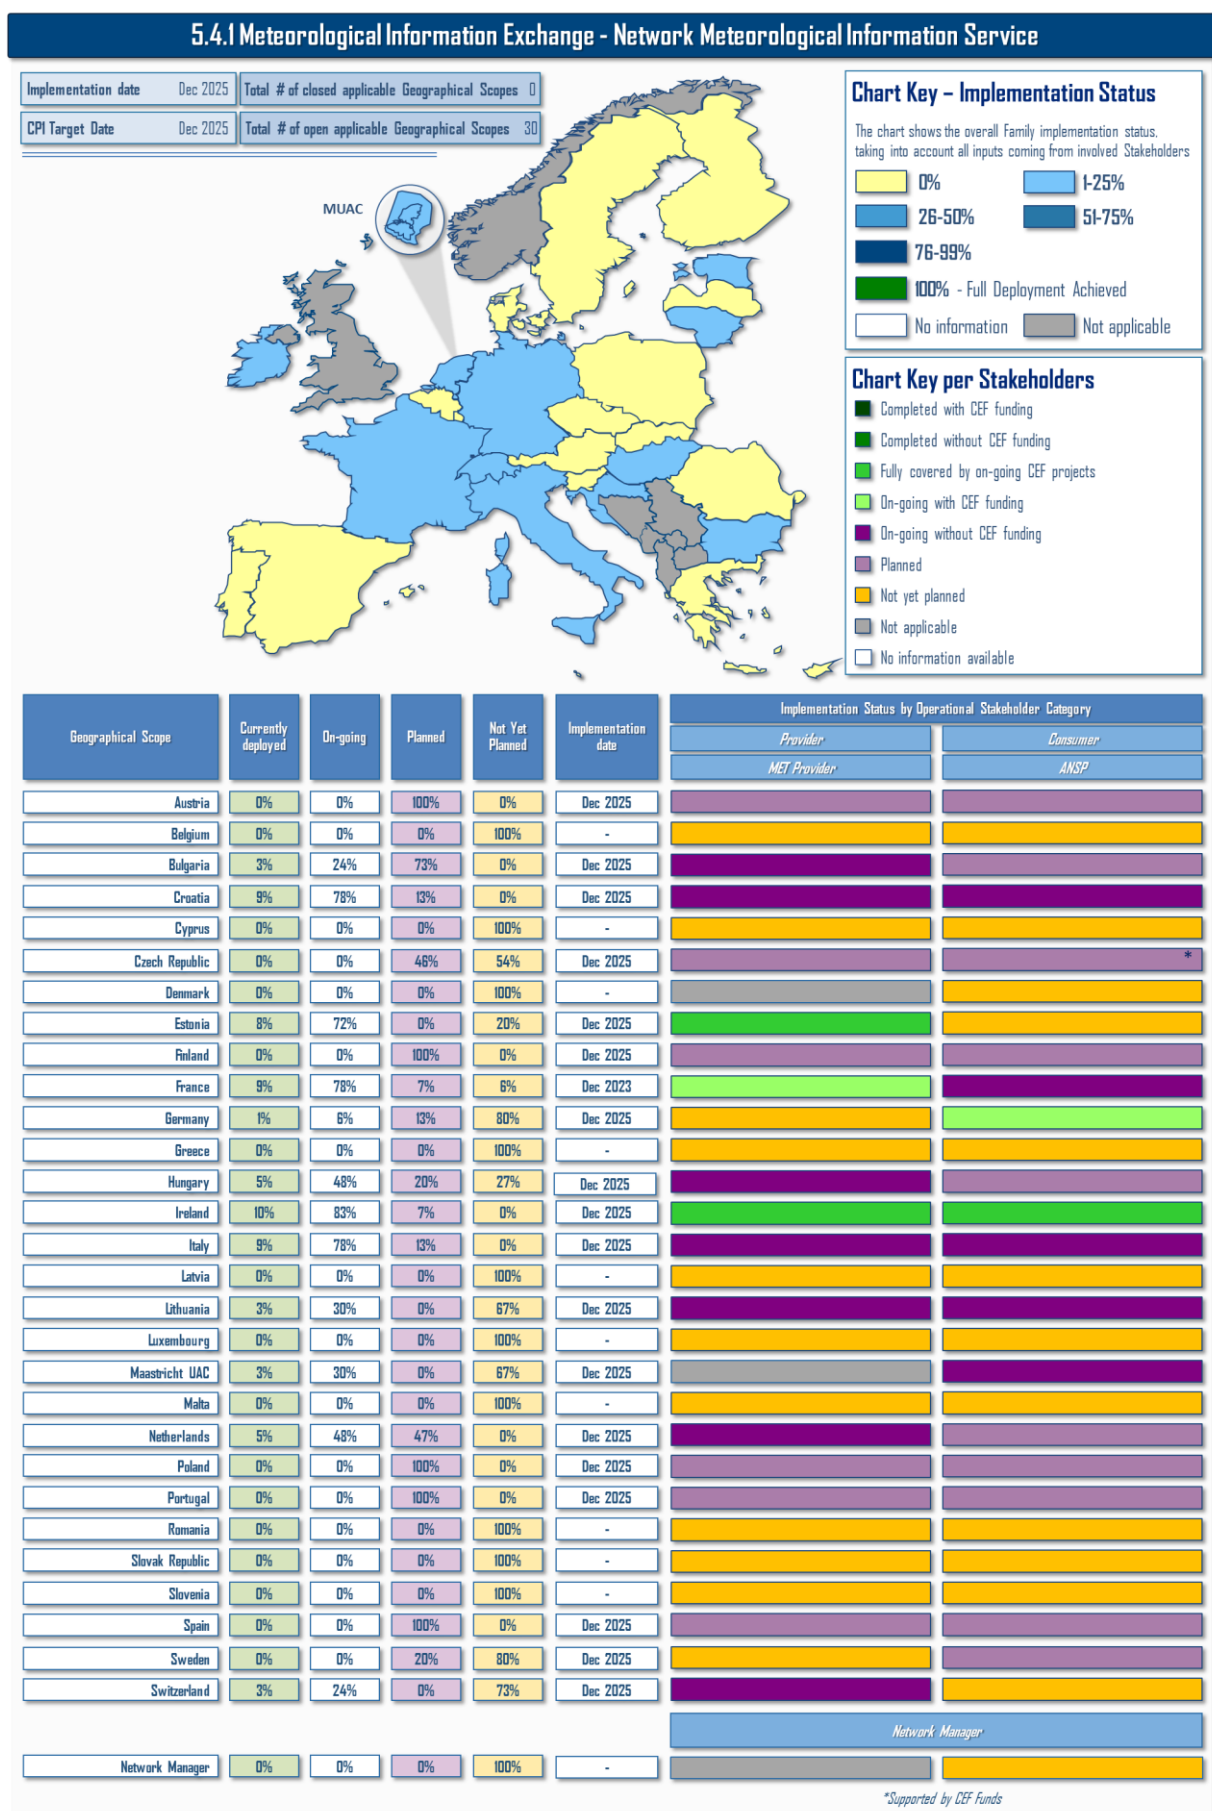 5.4.1 Meteorological Information Exchange - Network Meteorological Information Service
Implementation date Dec 2025 Total # of closed applicable Geographical Scopes 0
CPI Target Date Dec 2025 Total # of open applicable Geographical Scopes 30
MUAC
Chart Key – Implementation Status
The chart shows the overall Family implementation status,
taking into account all inputs coming from involved Stakeholders
0% 1-25%
26-50% 51-75%
76-99%
100% - Full Deployment Achieved
No information Not applicable
Chart Key per Stakeholders
Completed with CEF funding
Completed without CEF funding
Fully covered by on-going CEF projects
On-going with CEF funding
On-going without CEF funding
Planned
Not yet planned
Not applicable
No information available
Geographical Scope Currently deployed On-going Planned Not Yet Planned Implementation date Implementation Status by Operational Stakeholder Category
Provider Consumer
MET Provider ANSP
Austria 0% 0% 100% 0% Dec 2025
Belgium 0% 0% 0% 100% -
Bulgaria 3% 24% 73% 0% Dec 2025
Croatia 9% 78% 13% 0% Dec 2025
Cyprus 0% 0% 0% 100% -
Czech Republic 0% 0% 46% 54% Dec 2025 *
Denmark 0% 0% 0% 100% -
Estonia 8% 72% 0% 20% Dec 2025
Finland 0% 0% 100% 0% Dec 2025
France 9% 78% 7% 6% Dec 2023
Germany 1% 6% 13% 80% Dec 2025
Greece 0% 0% 0% 100% -
Hungary 5% 48% 20% 27% Dec 2025
Ireland 10% 83% 7% 0% Dec 2025
Italy 9% 78% 13% 0% Dec 2025
Latvia 0% 0% 0% 100% -
Lithuania 3% 30% 0% 67% Dec 2025
Luxembourg 0% 0% 0% 100% -
Maastricht UAC 3% 30% 0% 67% Dec 2025
Malta 0% 0% 0% 100% -
Netherlands 5% 48% 47% 0% Dec 2025
Poland 0% 0% 100% 0% Dec 2025
Portugal 0% 0% 100% 0% Dec 2025
Romania 0% 0% 0% 100% -
Slovak Republic 0% 0% 0% 100% -
Slovenia 0% 0% 0% 100% -
Spain 0% 0% 100% 0% Dec 2025
Sweden 0% 0% 20% 80% Dec 2025
Switzerland 3% 24% 0% 73% Dec 2025
Network Manager
Network Manager 0% 0% 0% 100% -
*Supported by CEF Funds